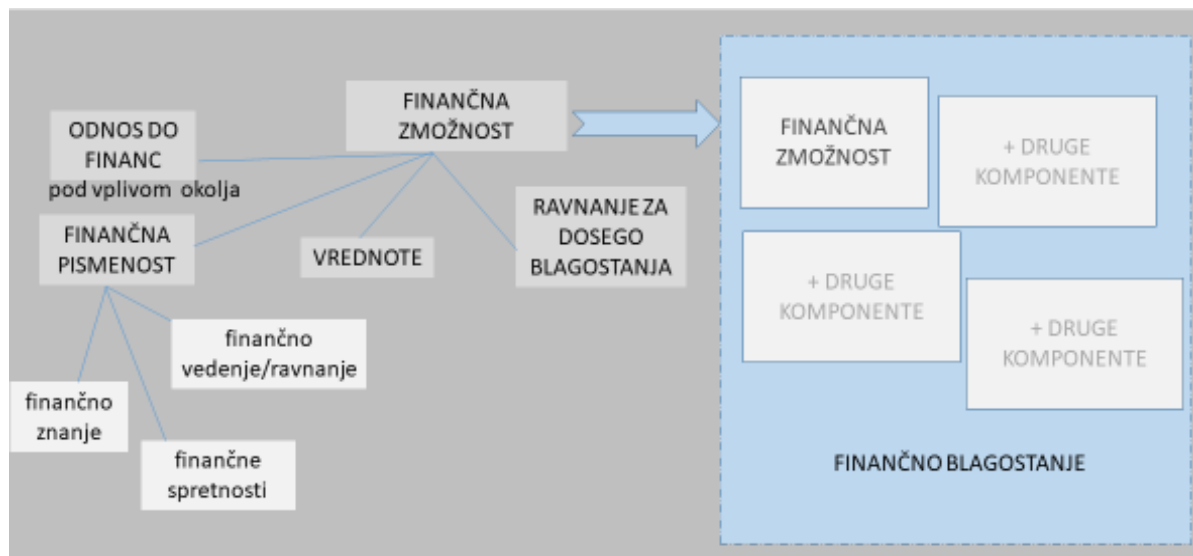 FINANČNA
ZMOŽNOST
ODNOS DO
FINANC
pod vplivom okolja
FINANČNA
PISMENOST
VREDNOTE
RAVNANJE ZA
DOSEGO
BLAGOSTANJA
finančno
vedenje/ravnanje
finančno
znanje
finančne
spretnosti
FINANČNA
ZMOŽNOST
+ DRUGE
KOMPONENTE
+ DRUGE
KOMPONENTE
+ DRUGE
KOMPONENTE
FINANČNO BLAGOSTANJE